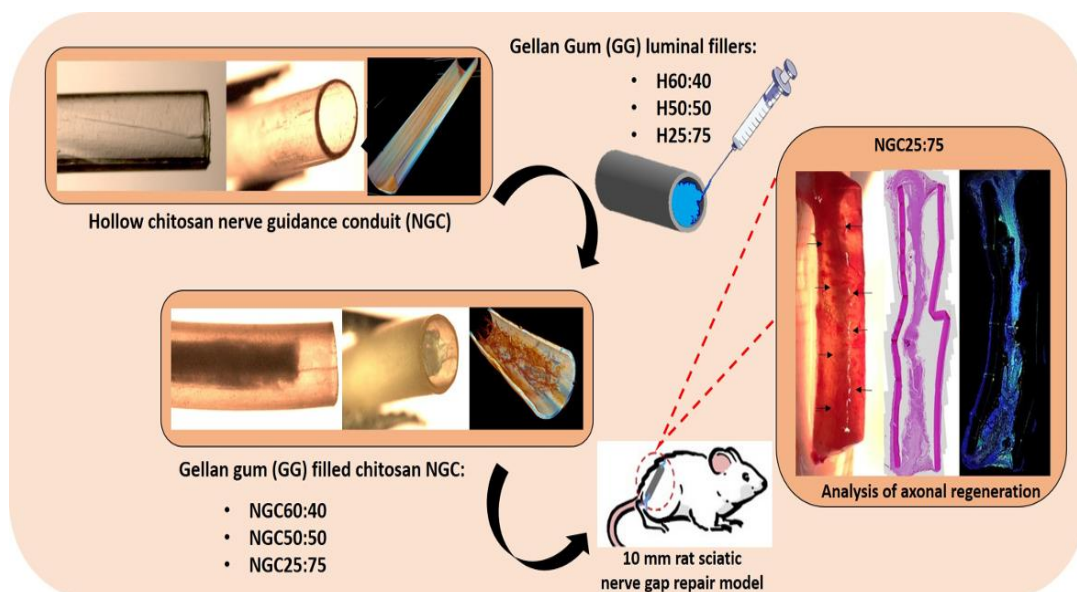 Hollow chitosan nerve guidance conduit (NGC)
Gellan Gum (GG) luminal fillers:
• H60:40
• H50:50
• H25:75
Gellan gum (GG) filled chitosan NGC:
• NGC60:40
• NGC50:50
• NGC25:75
10 mm rat sciatic
nerve gap repair model
NGC25:75
Analysis of axonal regeneration